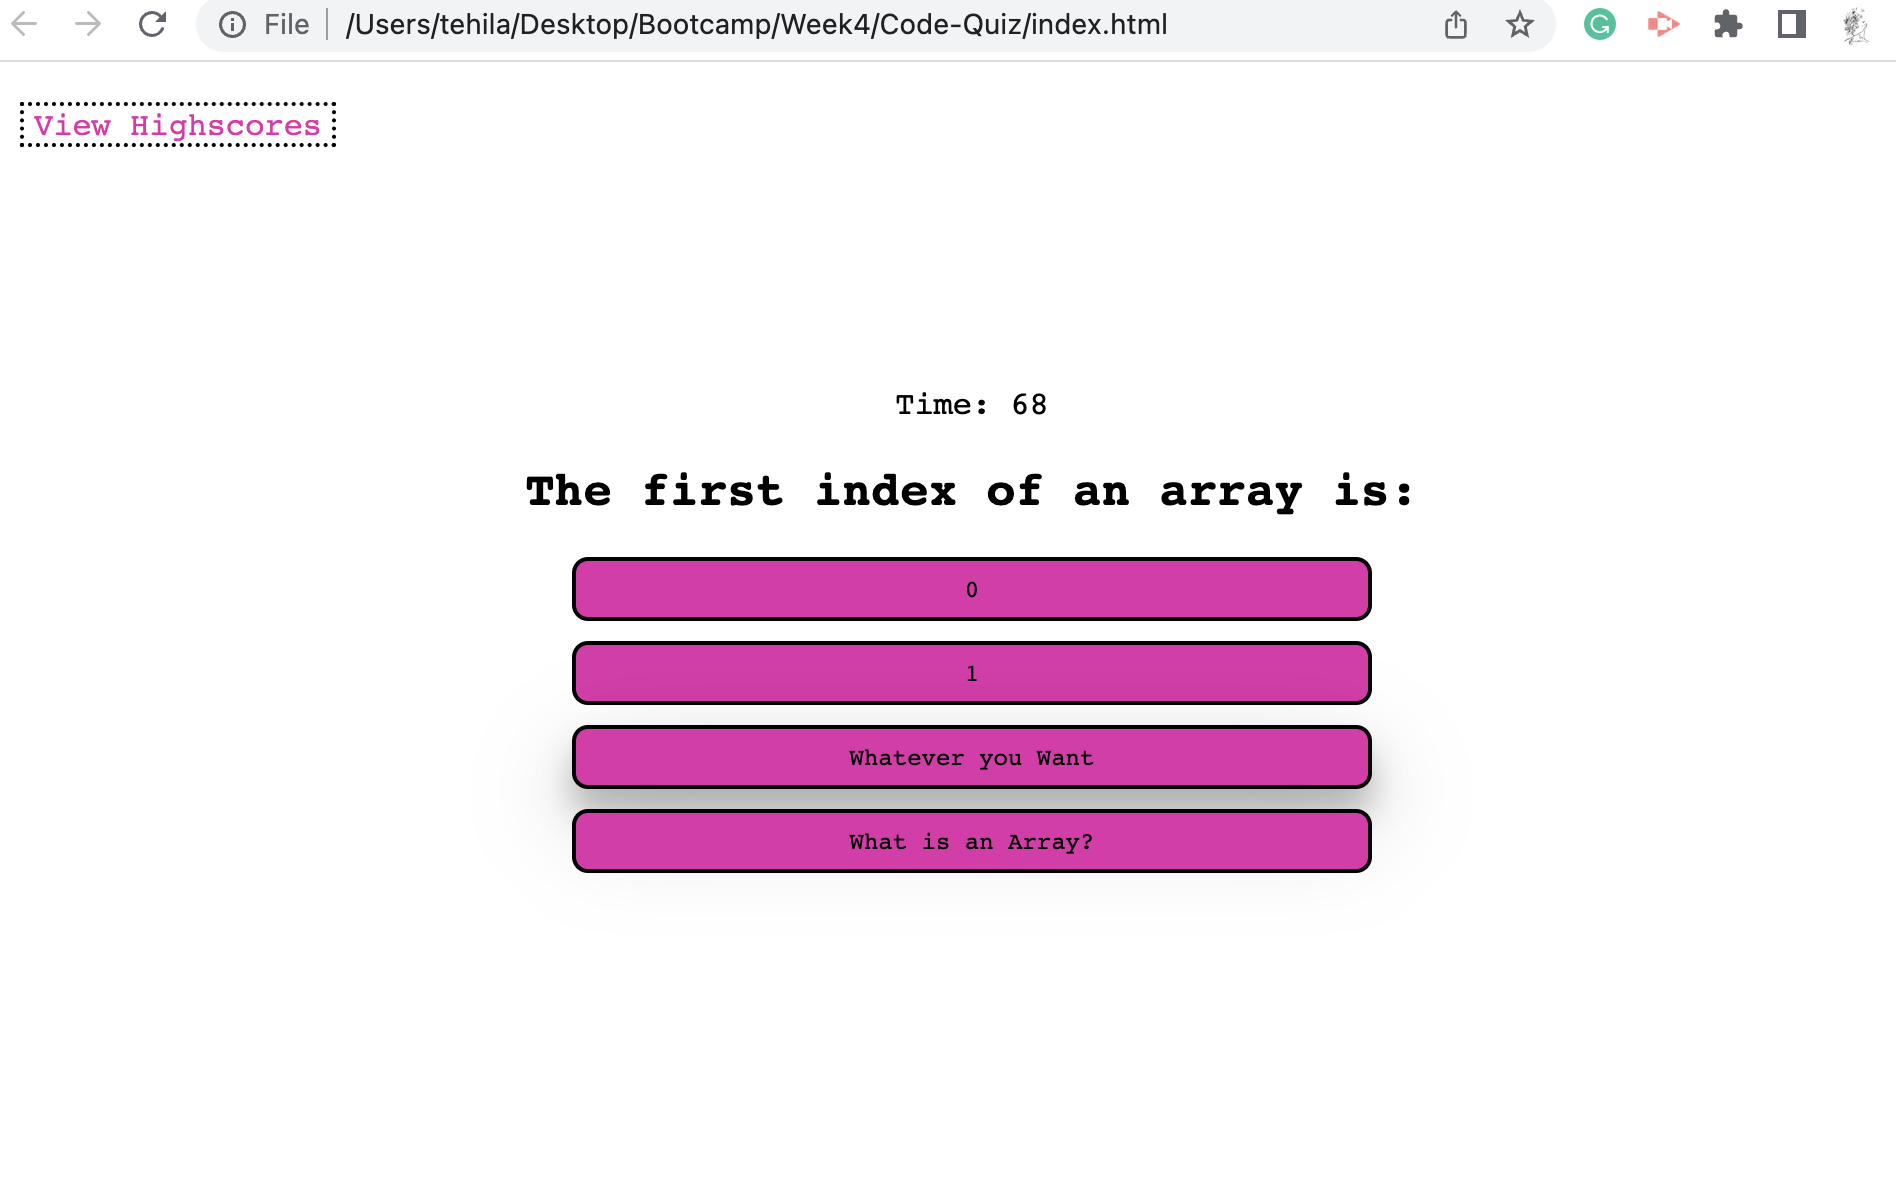 File
/Users/tehila/Desktop/Bootcamp/Week4/Code-Quiz/index.html
View Highscores
Time: 68
The first index of an array is:
0
1
Whatever you Want
What is an Array?